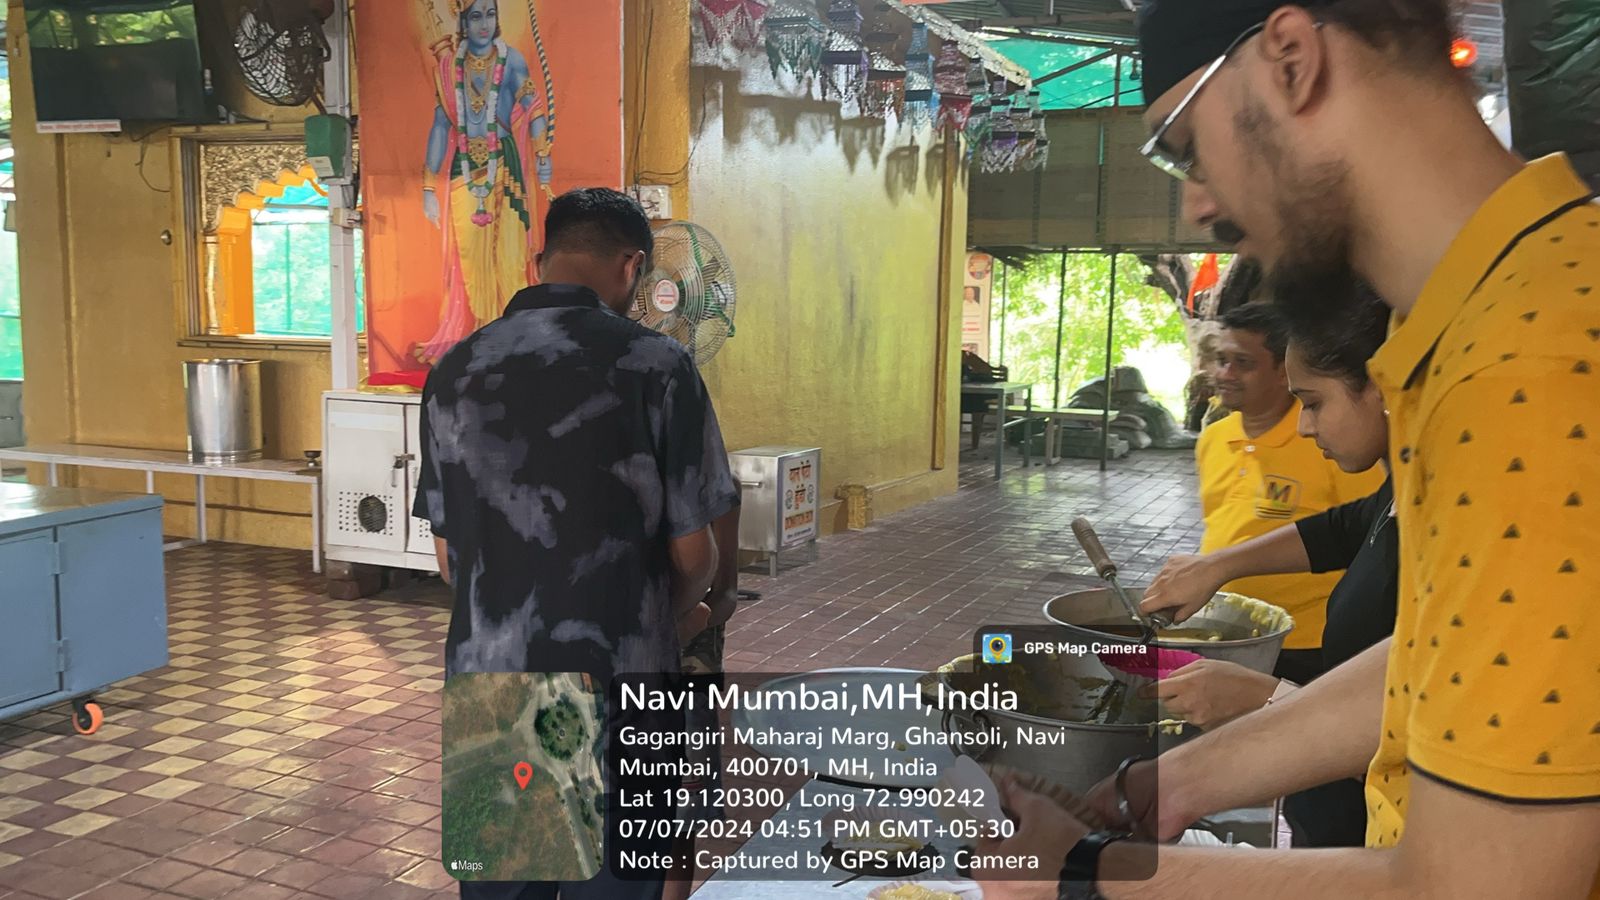 दान पेटी
हुंडी
DONATION BOX
M
GPS Map Camera
Navi Mumbai,MH,India
Gagangiri Maharaj Marg, Ghansoli, Navi
Mumbai, 400701, MH, India
Lat 19.120300, Long 72.990242
07/07/2024 04:51 PM GMT+05:30
Note : Captured by GPS Map Camera
Maps